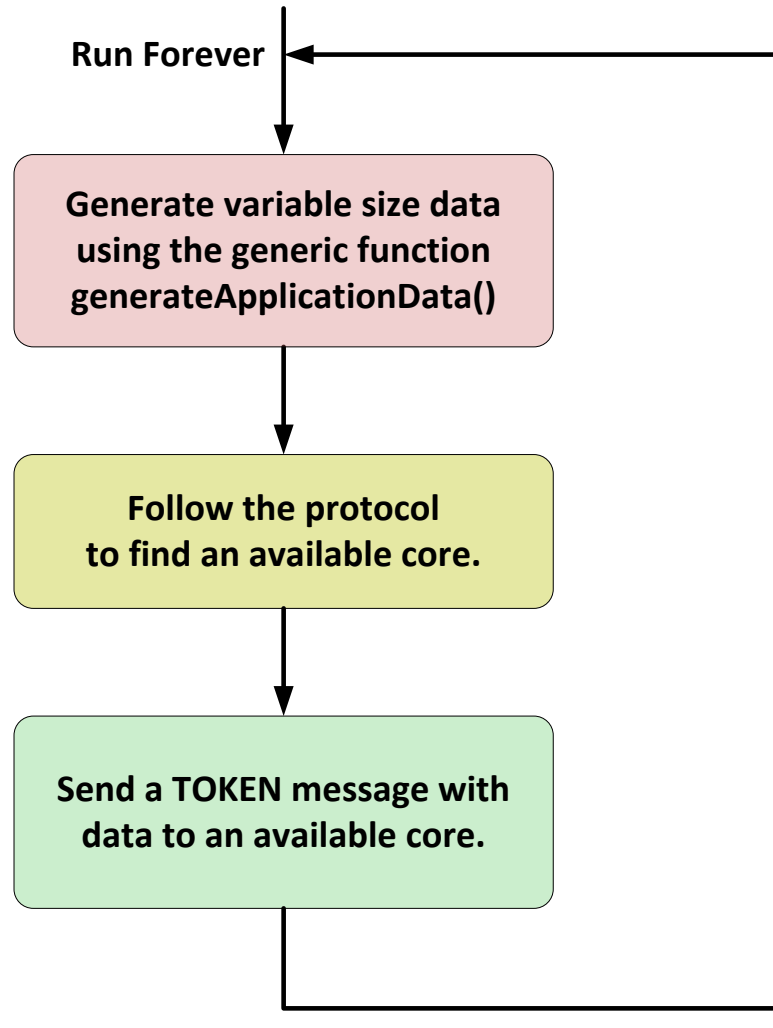 Run Forever
Generate variable size data
using the generic function
generateApplicationData()
Follow the protocol
to find an available core.
Send a TOKEN message with
data to an available core.